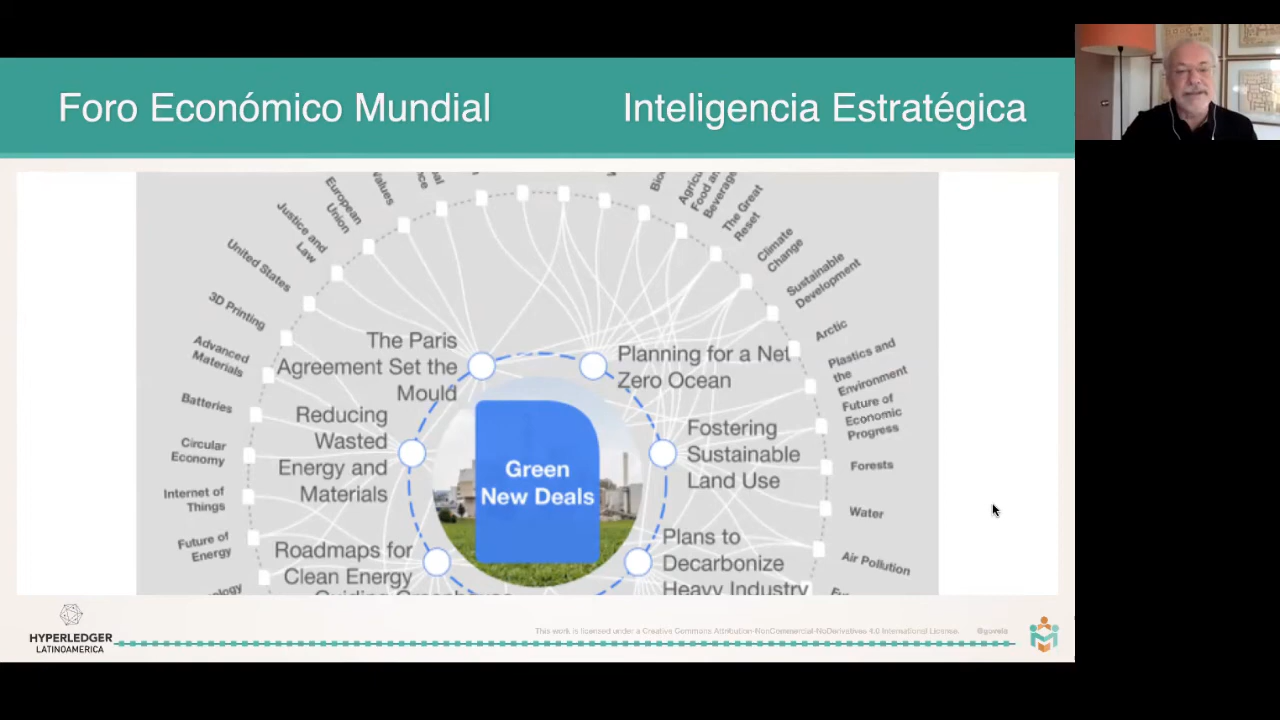 Foro Económico Mundial
Inteligencia Estratégica
European
Union
Values
Justice and
Law
United States
3D Printing
Advanced
Materials
Batteries
Circular
Economy
Internet of
Things
Future of
Energy
Food and
Beverage
The Great
Reset
Climate
Change
Sustainable
Development
Arctic
Plastics and
the
Environment
Future of
Economic
Progress
Forests
Water
Air Pollution
The Paris
Agreement Set the
Mould
Reducing
Wasted
Energy and
Materials
Roadmaps for
Clean Energy
Planning for a Net
Zero Ocean
Fostering
Sustainable
Land Use
Plans to
Decarbonize
Heavy Industry
Green
New Deals
HYPERLEDGER
LATINOAMERICA
This work is licensed under a Creative Commons Attribution-NonCommercial-NoDerivatives 4.0 International License.